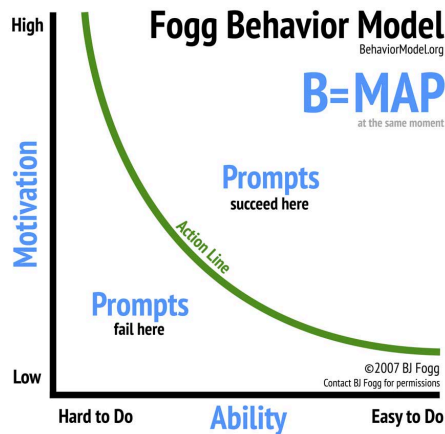 High
Fogg Behavior Model
BehaviorModel.org
B=MAP
at the same moment
Motivation
Prompts
succeed here
Action Line
Prompts
fail here
©2007 BJ Fogg
Contact BJ Fogg for permissions
Low
Hard to Do
Ability
Easy to Do